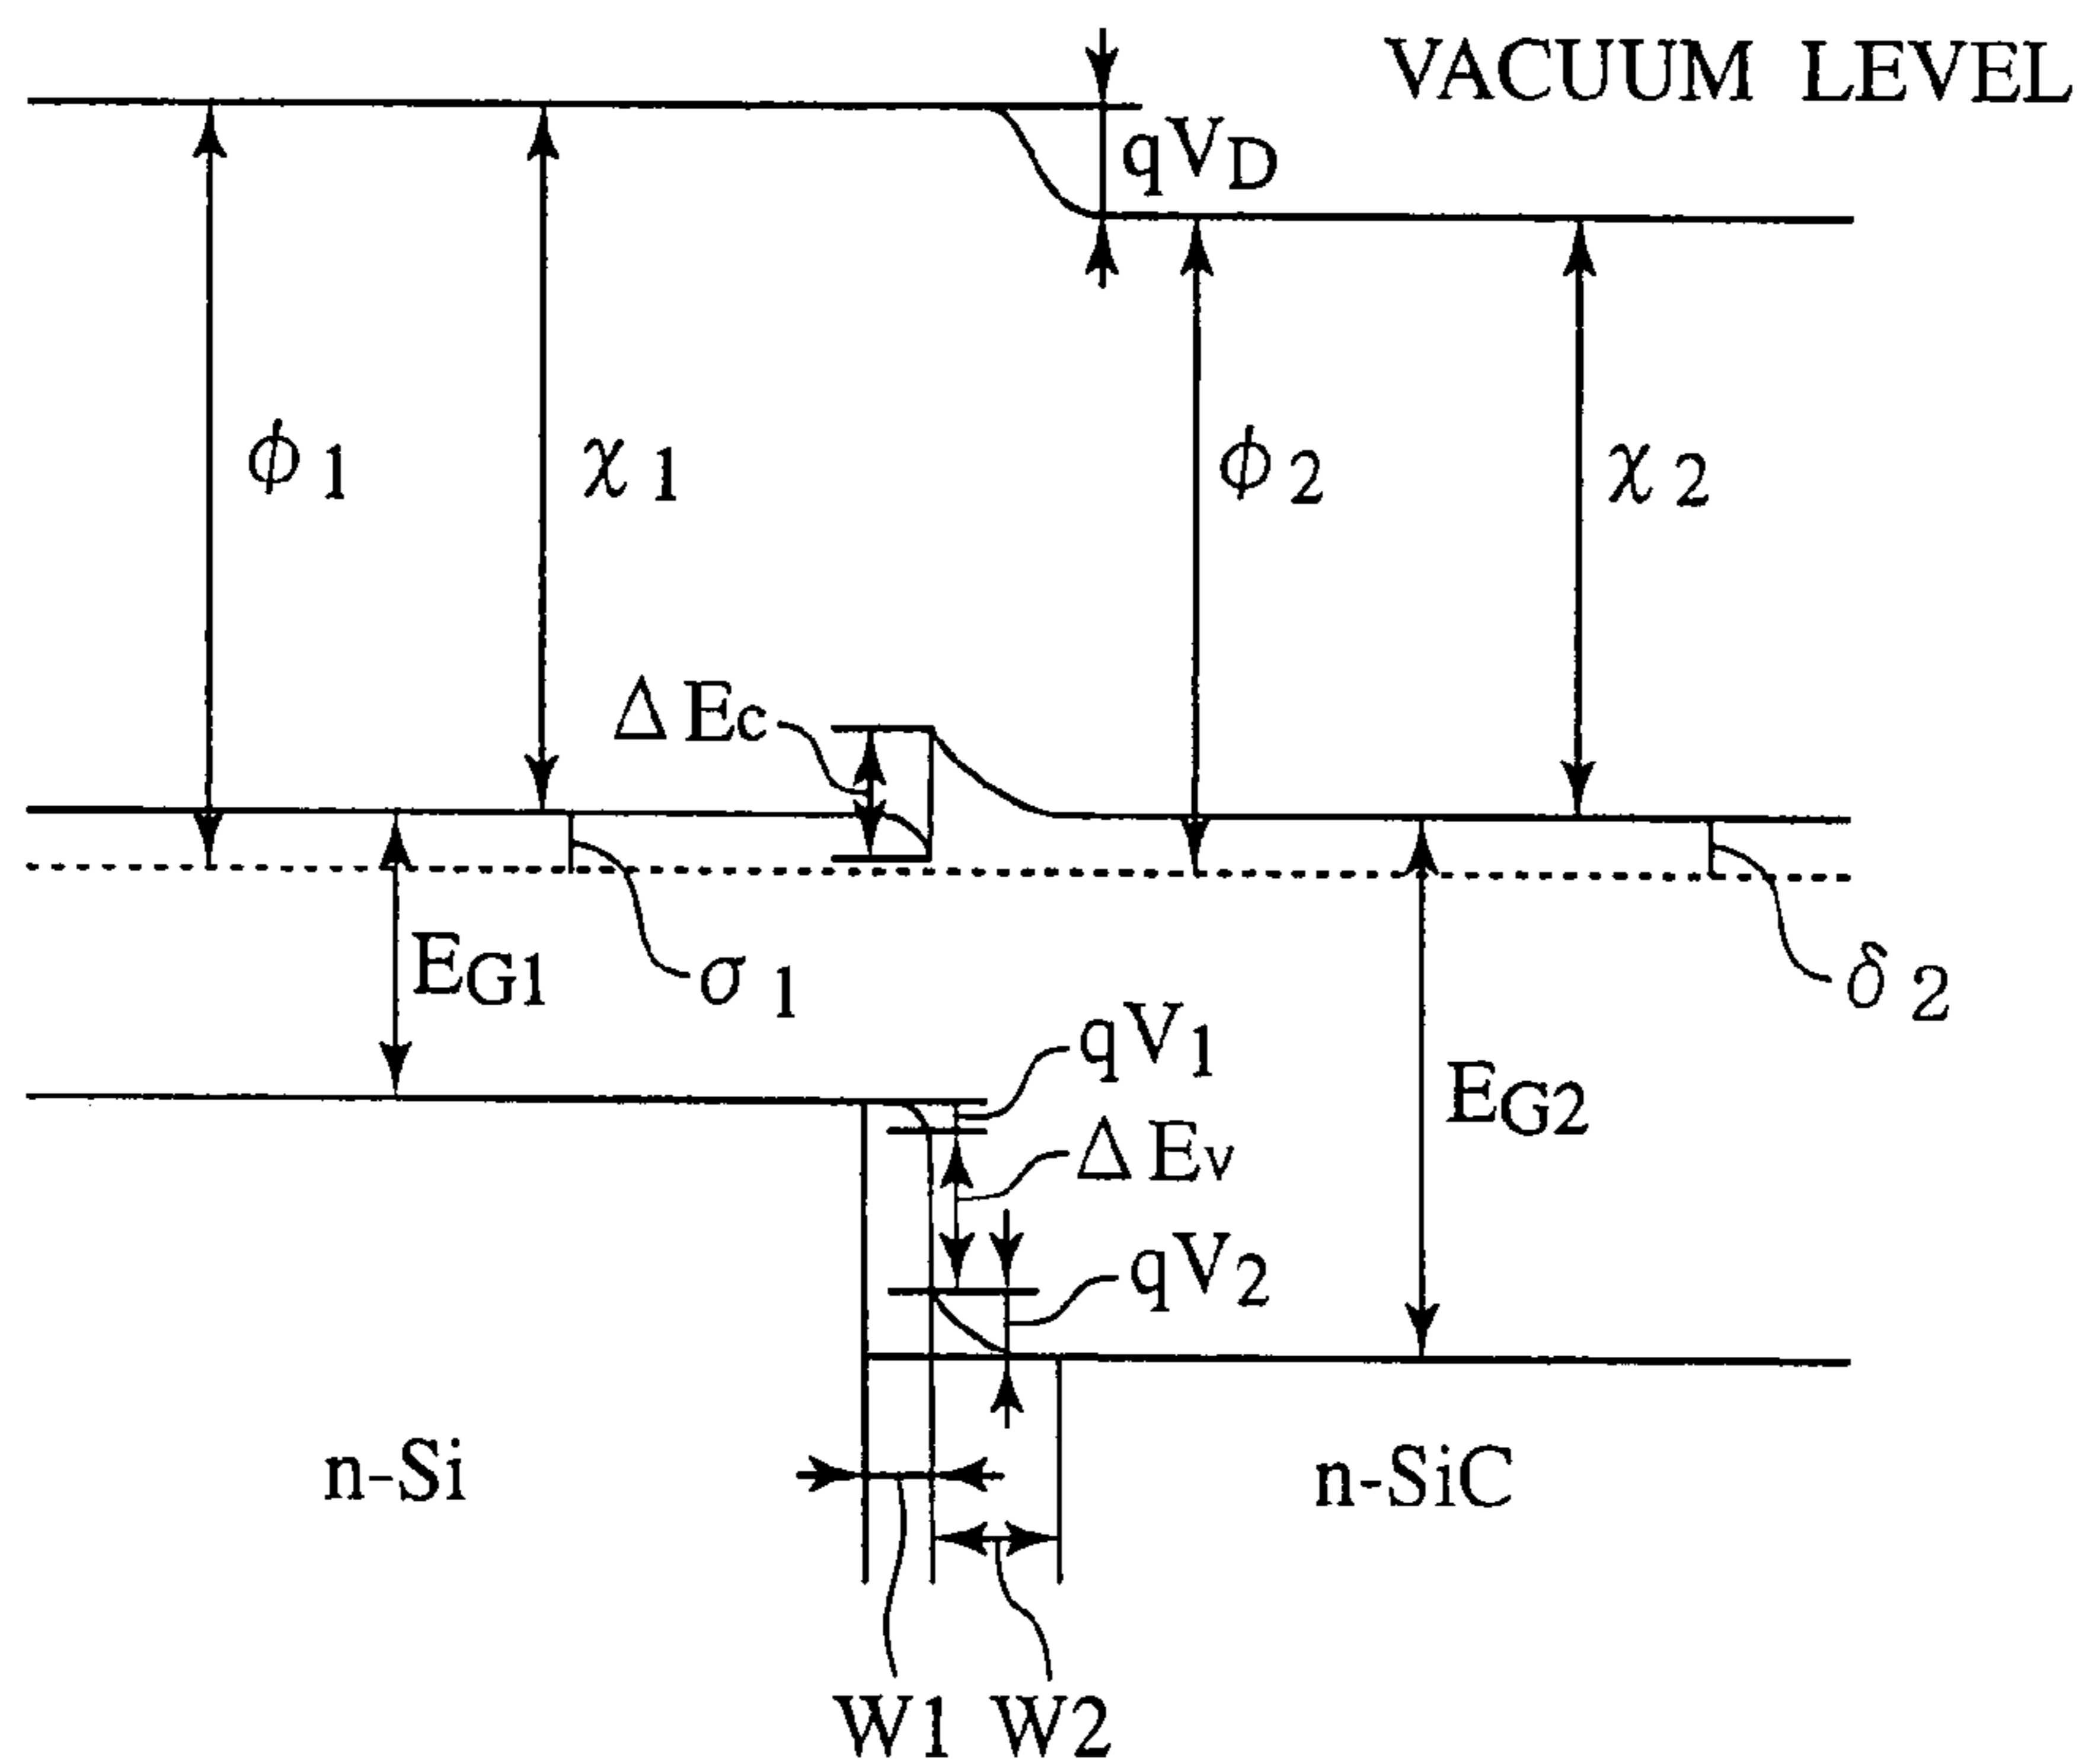 VACUUM LEVEL
qVD
ϕ1
χ1
ϕ2
χ2
ΔEc
EG1
σ1
δ2
qV1
EG2
ΔEv
qV2
n-Si
n-SiC
W1
W2